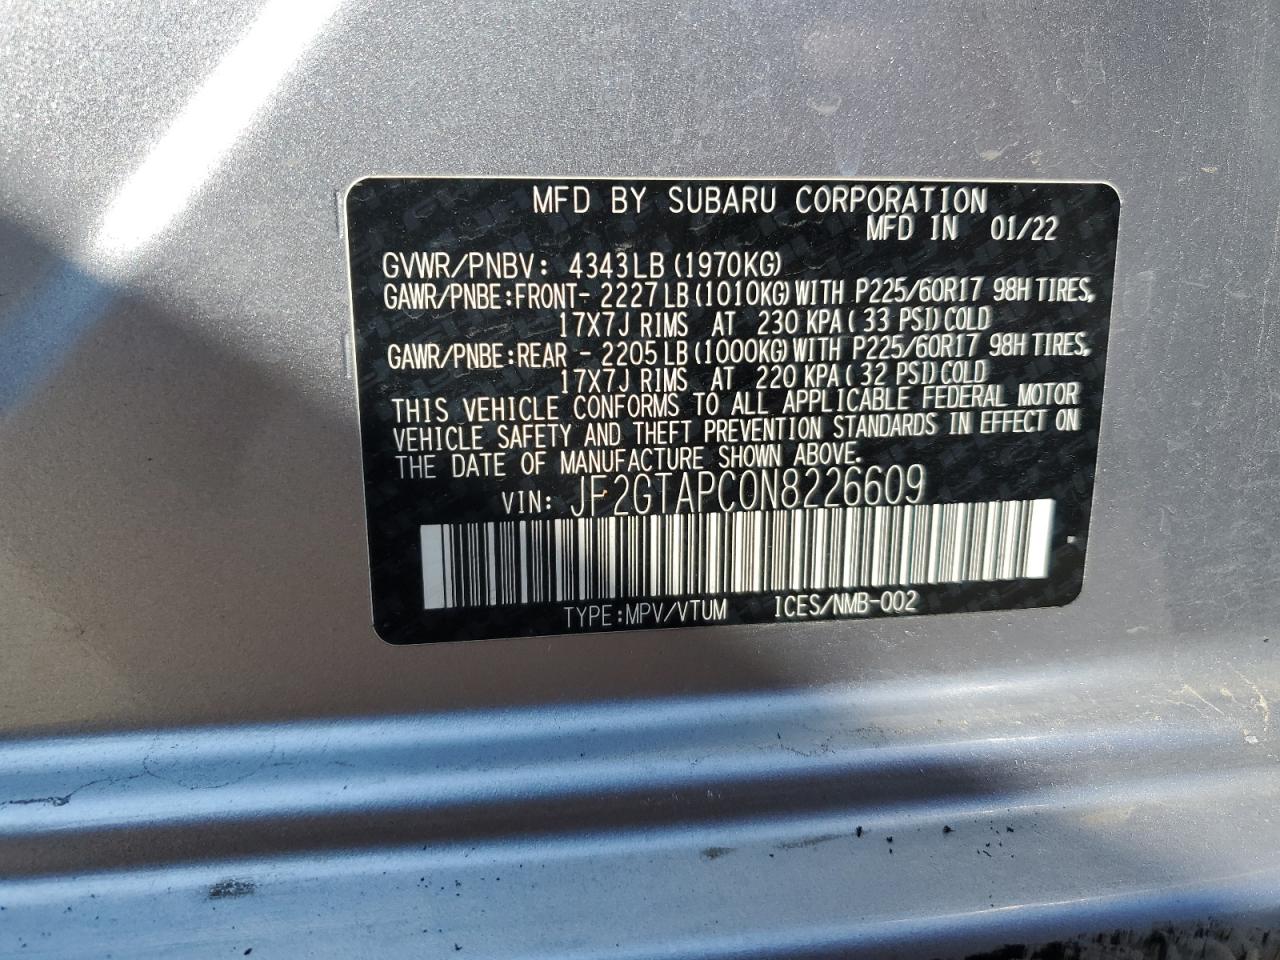 MFD BY SUBARU CORPORATION
MFD IN 01/22
GVWR/PNBV: 4343LB (1970KG)
GAWR/PNBE:FRONT- 2227LB (1010KG) WITH P225/60R17 98H TIRES,
17X7J RIMS AT 230 KPA ( 33 PSI) COLD
GAWR/PNBE:REAR - 2205LB (1000KG) WITH P225/60R17 98H TIRES,
17X7J RIMS AT 220 KPA ( 32 PSI) COLD
THIS VEHICLE CONFORMS TO ALL APPLICABLE FEDERAL MOTOR
VEHICLE SAFETY AND THEFT PREVENTION STANDARDS IN EFFECT ON
THE DATE OF MANUFACTURE SHOWN ABOVE.
VIN: JF2GTAPC0N8226609
TYPE:MPV/VTUM ICES/NMB-002